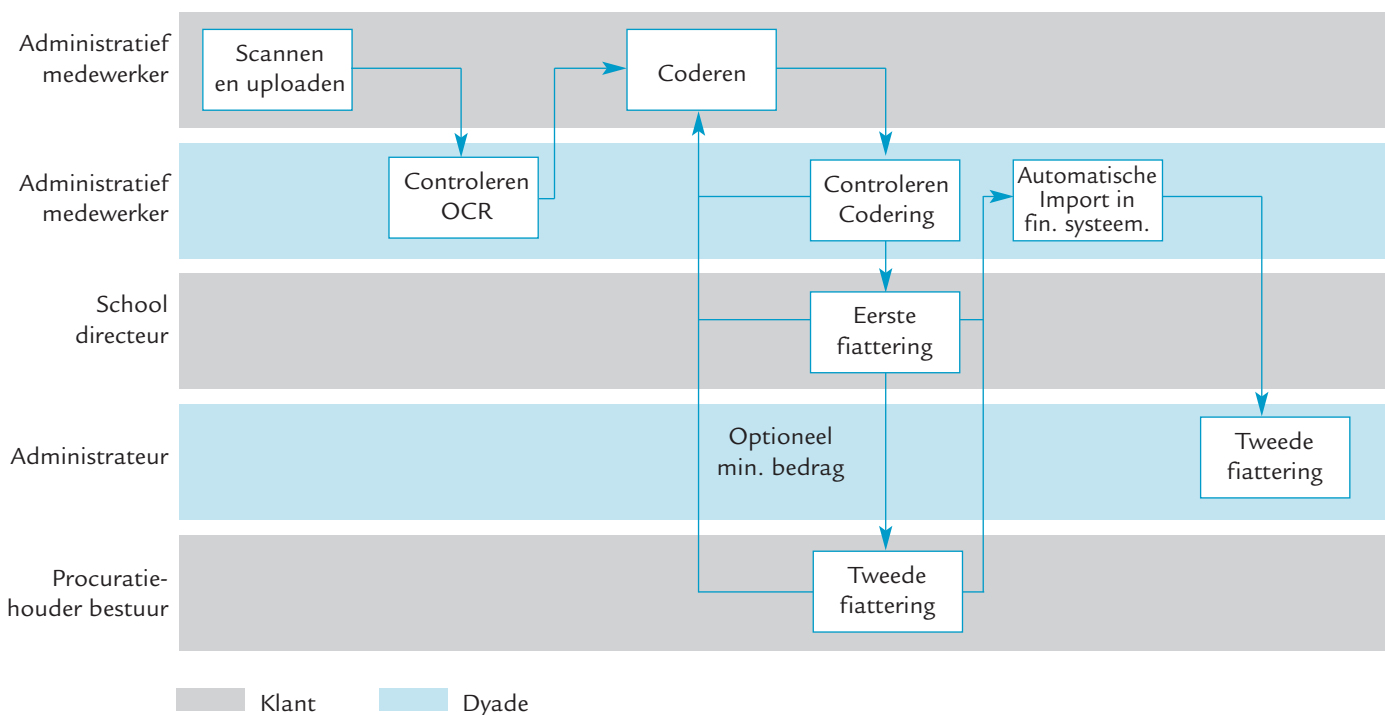 Administratief
medewerker
Scannen
en uploaden
Coderen
Administratief
medewerker
Controleren
OCR
Controleren
Codering
Automatische
Import in
fin. systeem.
School
directeur
Eerste
fiattering
Administrateur
Optioneel
min. bedrag
Tweede
fiattering
Procuratie-
houder bestuur
Tweede
fiattering
Klant
Dyade